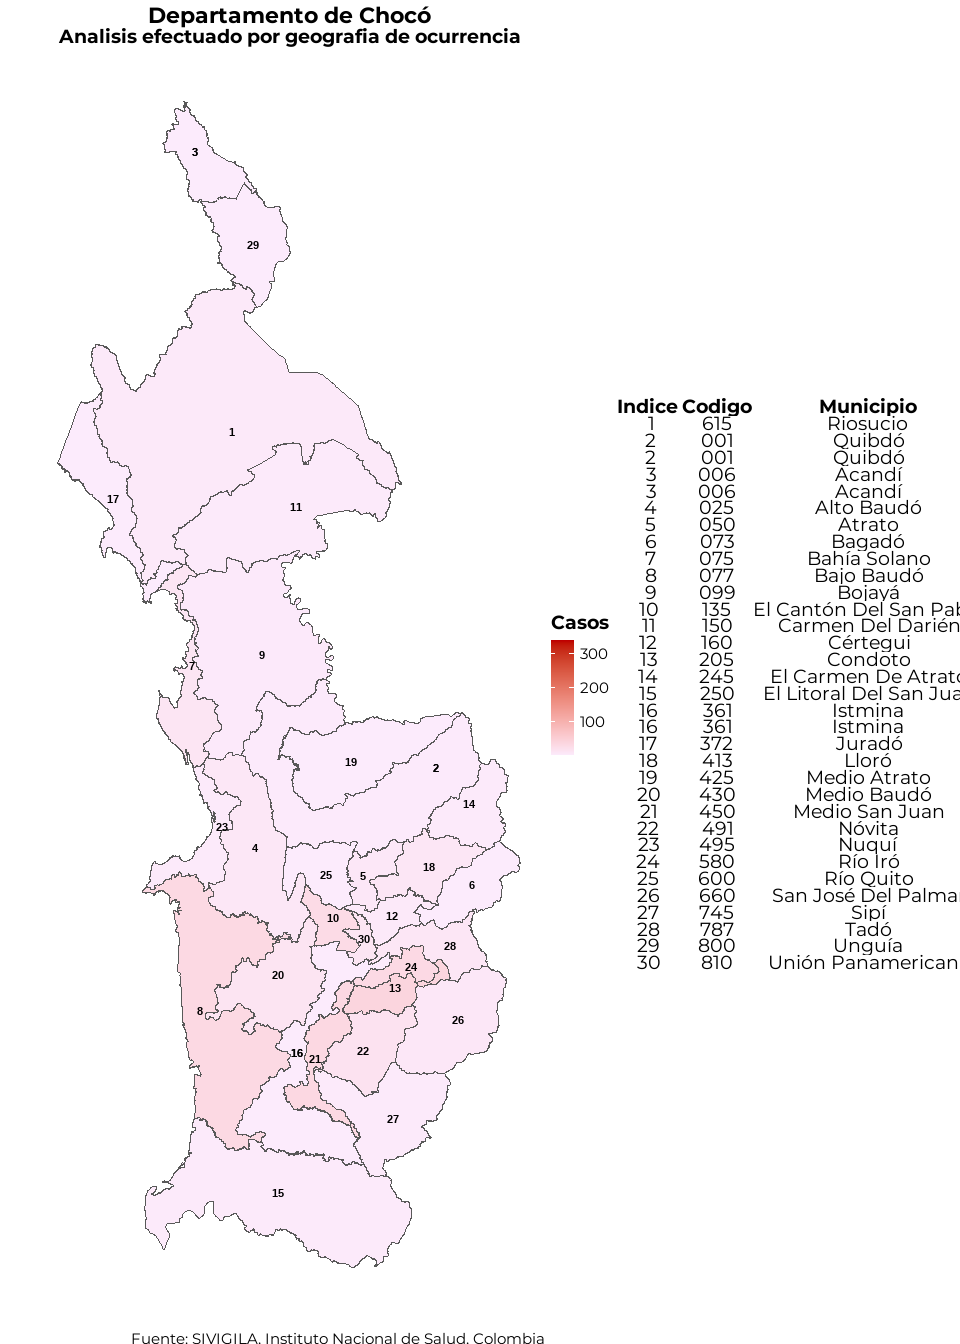 Departamento de Chocó
Analisis efectuado por geografia de ocurrencia
3
29
1
17
11
9
7
19
2
14
23
4
25
5
18
6
10
12
30
28
20
24
13
8
26
16
21
22
27
15
Casos
300
200
100
Indice Codigo Municipio
1 615 Riosucio
2 001 Quibdó
2 001 Quibdó
3 006 Acandí
3 006 Acandí
4 025 Alto Baudó
5 050 Atrato
6 073 Bagadó
7 075 Bahía Solano
8 077 Bajo Baudó
9 099 Bojayá
10 135 El Cantón Del San Pab
11 150 Carmen Del Darién
12 160 Cértegui
13 205 Condoto
14 245 El Carmen De Atrato
15 250 El Litoral Del San Jua
16 361 Istmina
16 361 Istmina
17 372 Juradó
18 413 Lloró
19 425 Medio Atrato
20 430 Medio Baudó
21 450 Medio San Juan
22 491 Nóvita
23 495 Nuquí
24 580 Río Iró
25 600 Río Quito
26 660 San José Del Palmar
27 745 Sipí
28 787 Tadó
29 800 Unguía
30 810 Unión Panamerican
Fuente: SIVIGILA, Instituto Nacional de Salud, Colombia